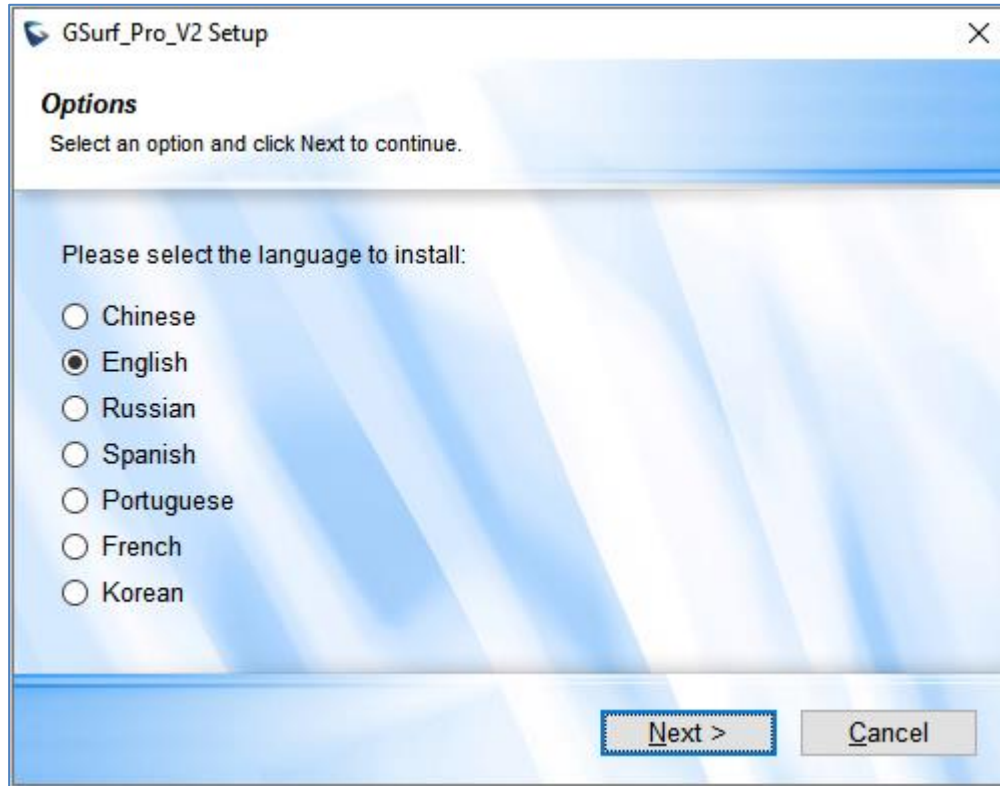 GSurf_Pro_V2 Setup
Options
Select an option and click Next to continue.
Please select the language to install:
Chinese
English
Russian
Spanish
Portuguese
French
Korean
Next >
Cancel